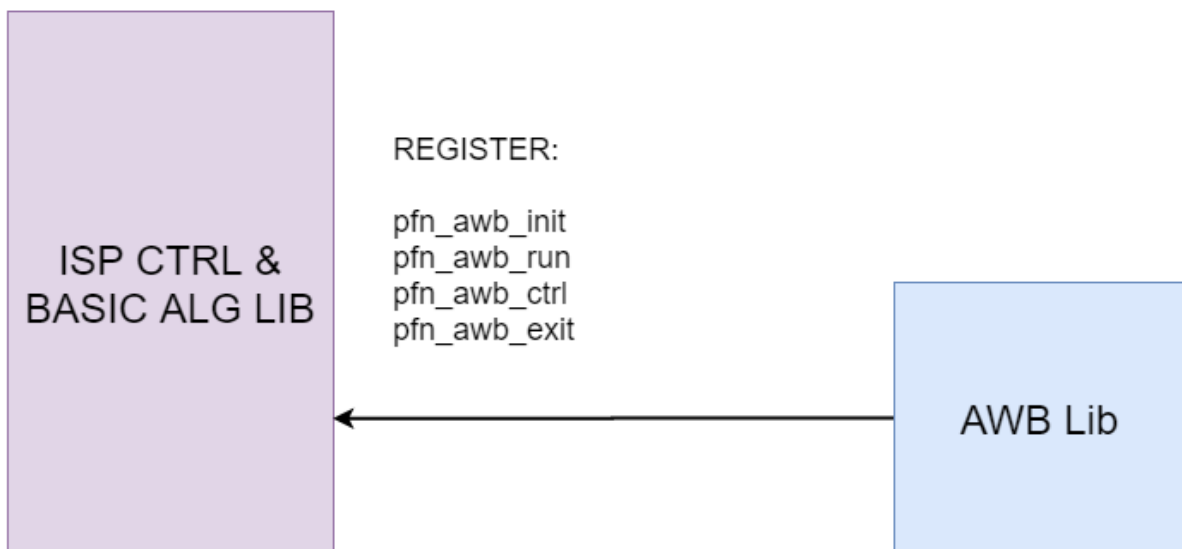 ISP CTRL &
BASIC ALG LIB
REGISTER:
pfn_awb_init
pfn_awb_run
pfn_awb_ctrl
pfn_awb_exit
AWB Lib